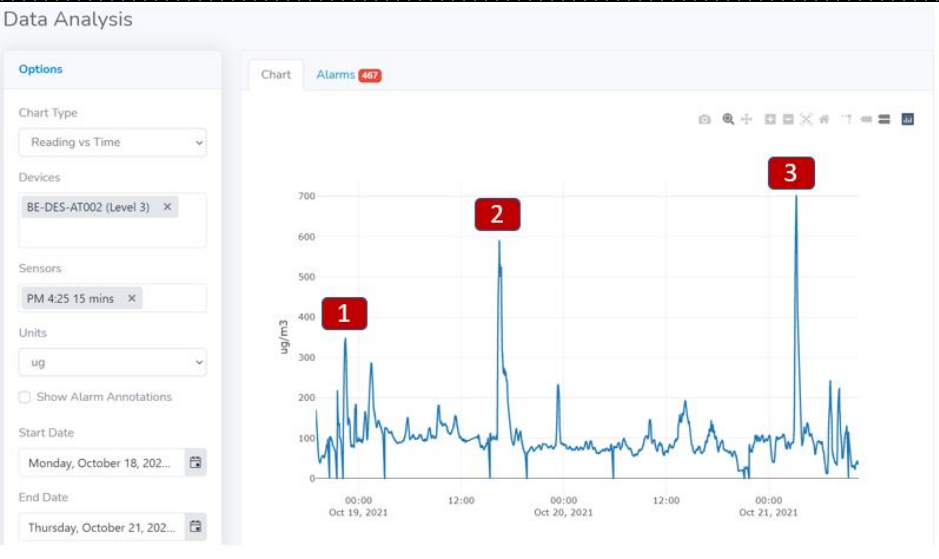 Data Analysis
Options
Chart Type
Reading vs Time
Devices
BE-DES-AT002 (Level 3) ×
Sensors
PM 4:25 15 mins ×
Units
ug
Show Alarm Annotations
Start Date
Monday, October 18, 202...
End Date
Thursday, October 21, 202...
Chart
Alarms 467
ug/m3
700
600
500
400
300
200
100
0
1
2
3
00:00
Oct 19, 2021
12:00
00:00
Oct 20, 2021
12:00
00:00
Oct 21, 2021